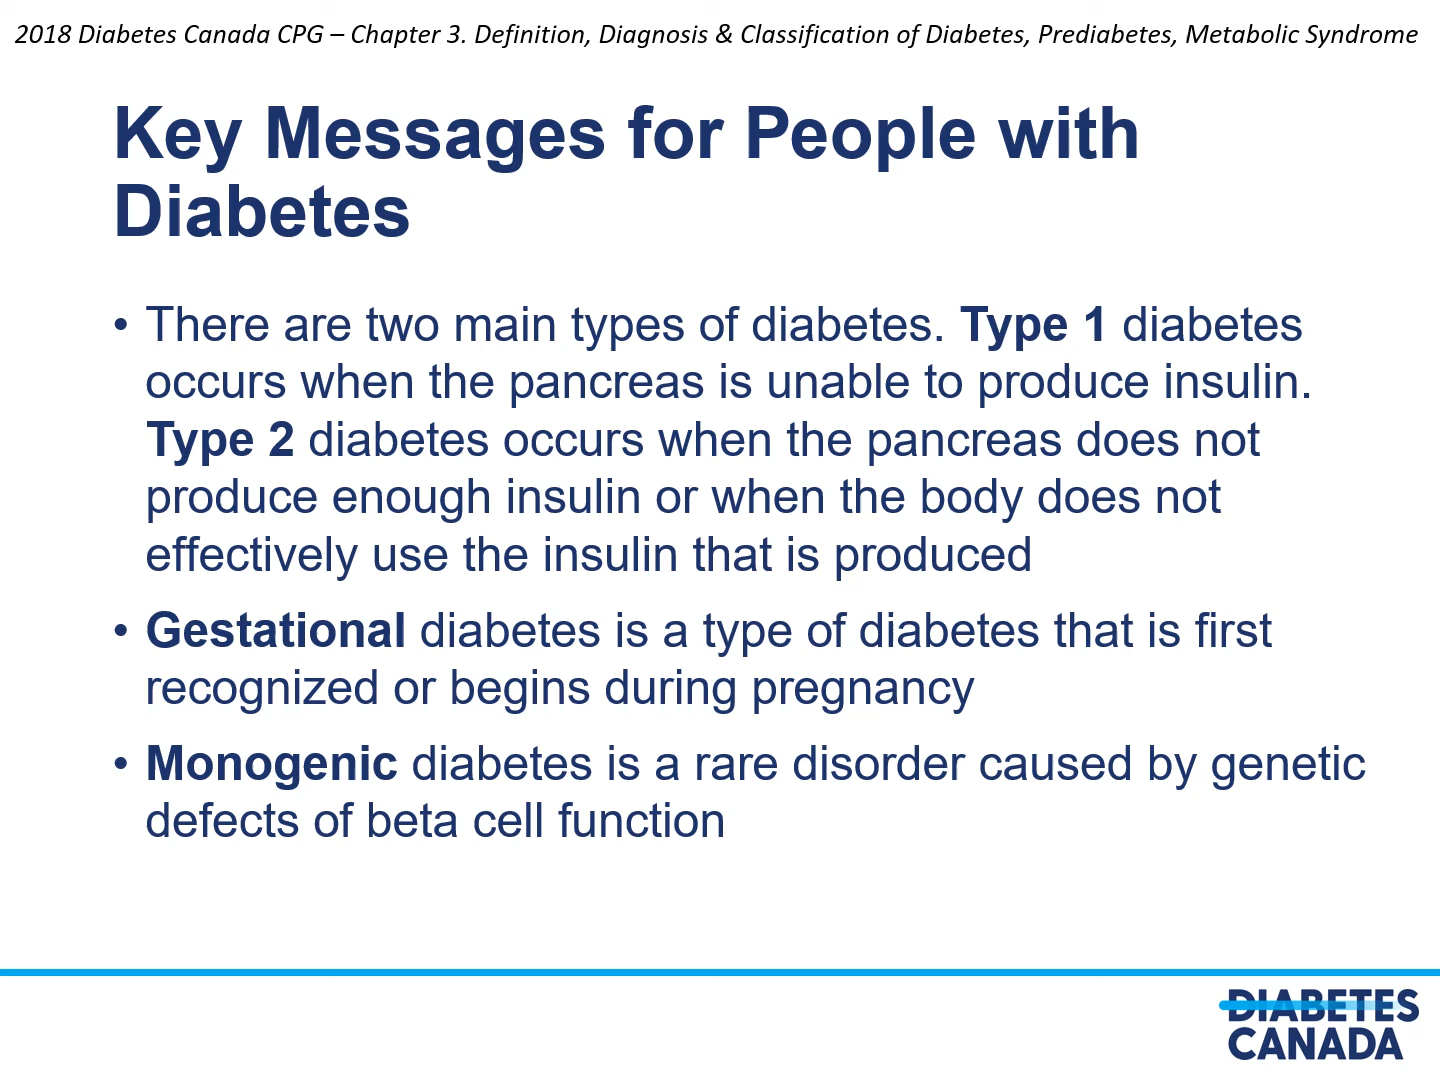 2018 Diabetes Canada CPG – Chapter 3. Definition, Diagnosis & Classification of Diabetes, Prediabetes, Metabolic Syndrome
Key Messages for People with
Diabetes
• There are two main types of diabetes. Type 1 diabetes
occurs when the pancreas is unable to produce insulin.
Type 2 diabetes occurs when the pancreas does not
produce enough insulin or when the body does not
effectively use the insulin that is produced
• Gestational diabetes is a type of diabetes that is first
recognized or begins during pregnancy
• Monogenic diabetes is a rare disorder caused by genetic
defects of beta cell function
DIABETES
CANADA